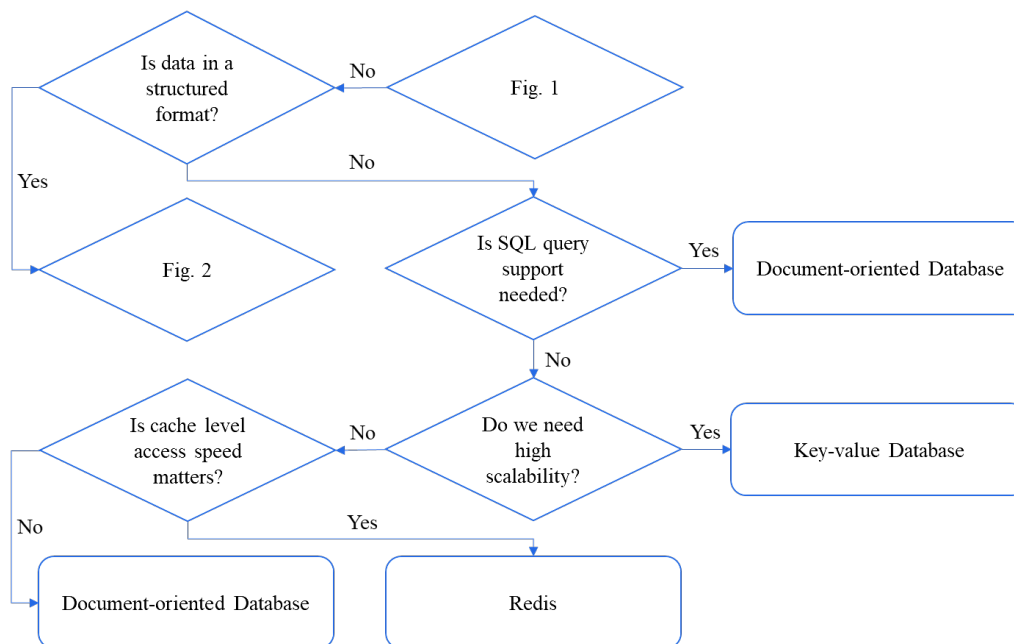 Is data in a
structured
format?
No
Fig. 1
No
Yes
Fig. 2
Is SQL query
support
needed?
Yes
Document-oriented Database
No
Is cache level
access speed
matters?
No
Do we need
high
scalability?
Yes
Key-value Database
No
Yes
Document-oriented Database
Redis